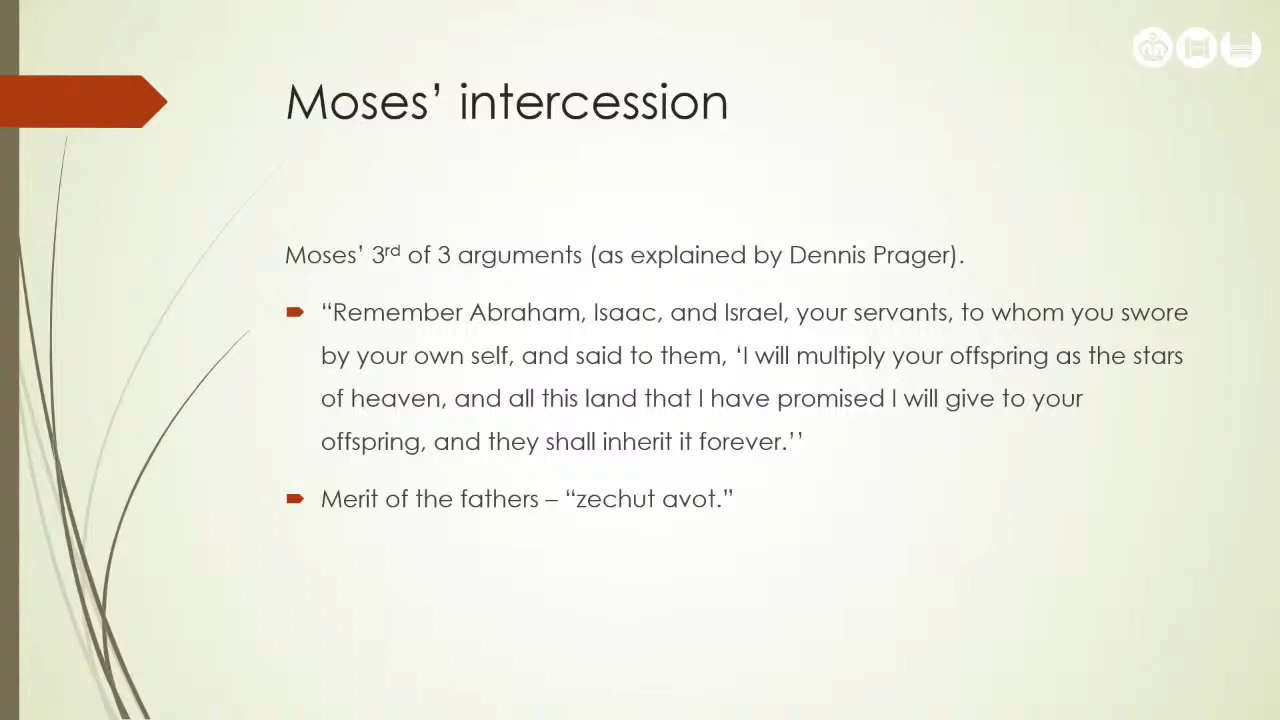 Moses’ intercession
Moses’ 3rd of 3 arguments (as explained by Dennis Prager).
“Remember Abraham, Isaac, and Israel, your servants, to whom you swore
by your own self, and said to them, ‘I will multiply your offspring as the stars
of heaven, and all this land that I have promised I will give to your
offspring, and they shall inherit it forever.’’
Merit of the fathers – “zechut avot.”